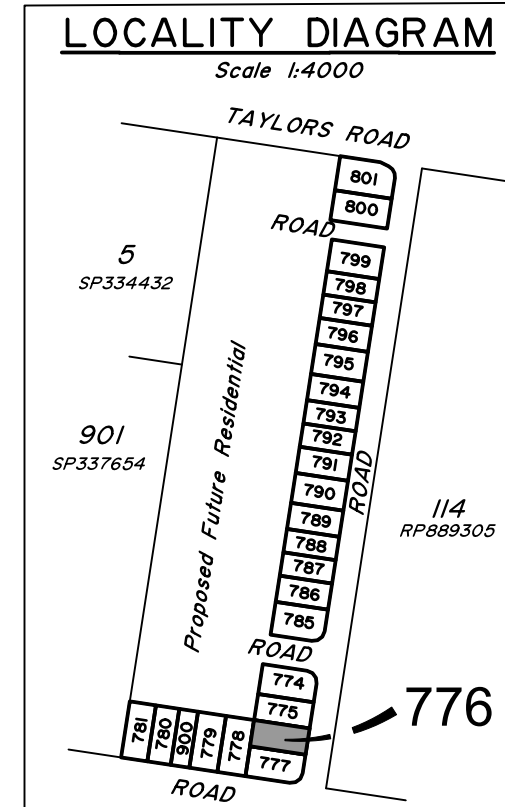 LOCALITY DIAGRAM
Scale 1:4000
TAYLORS ROAD
801
800
ROAD
5
SP334432
799
798
797
796
795
794
793
792
791
790
789
788
787
786
785
ROAD
Proposed Future Residential
901
SP337654
114
RP889305
ROAD
774
775
776
777
781
780
900
779
778
ROAD